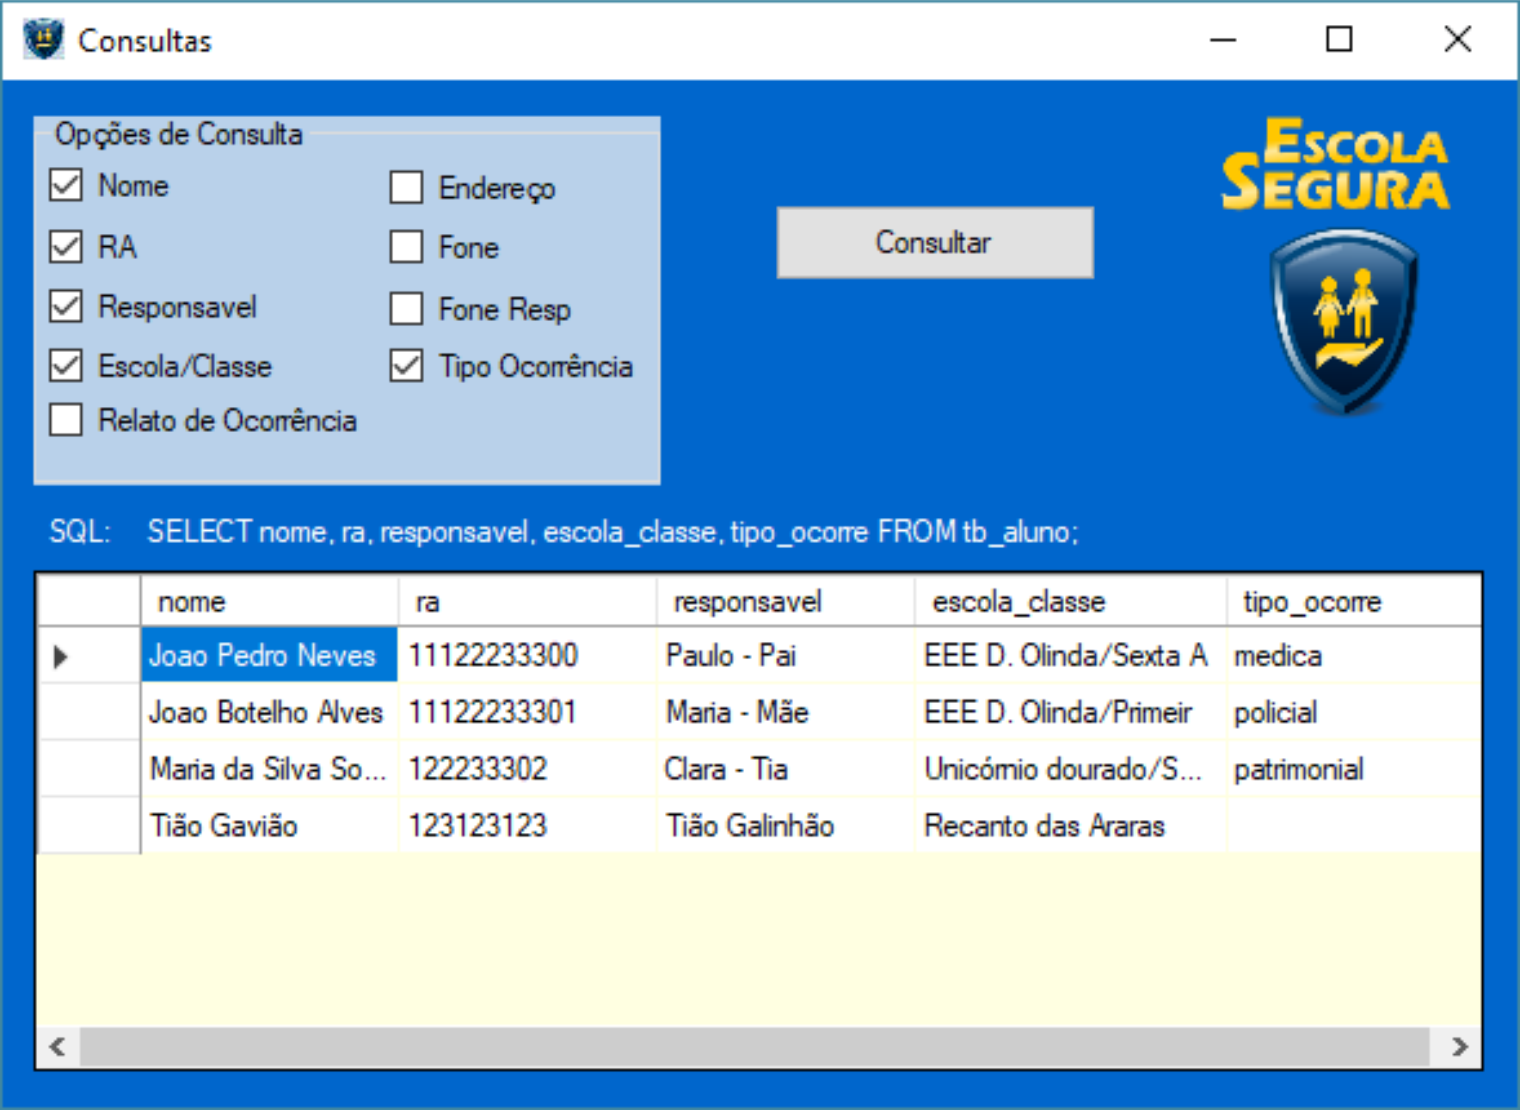 Consultas
Opções de Consulta
Nome
Endereço
RA
Fone
Responsavel
Fone Resp
Escola/Classe
Tipo Ocorrência
Relato de Ocorrência
Consultar
ESCOLA
SEGURA
SQL: SELECT nome, ra, responsavel, escola_classe, tipo_ocorre FROM tb_aluno;
nome ra responsavel escola_classe tipo_ocorre
Joao Pedro Neves 11122233300 Paulo - Pai EEE D. Olinda/Sexta A medica
Joao Botelho Alves 11122233301 Maria - Mãe EEE D. Olinda/Primeir policial
Maria da Silva So... 122233302 Clara - Tia Unicórnio dourado/S... patrimonial
Tião Gavião 123123123 Tião Galinhão Recanto das Araras